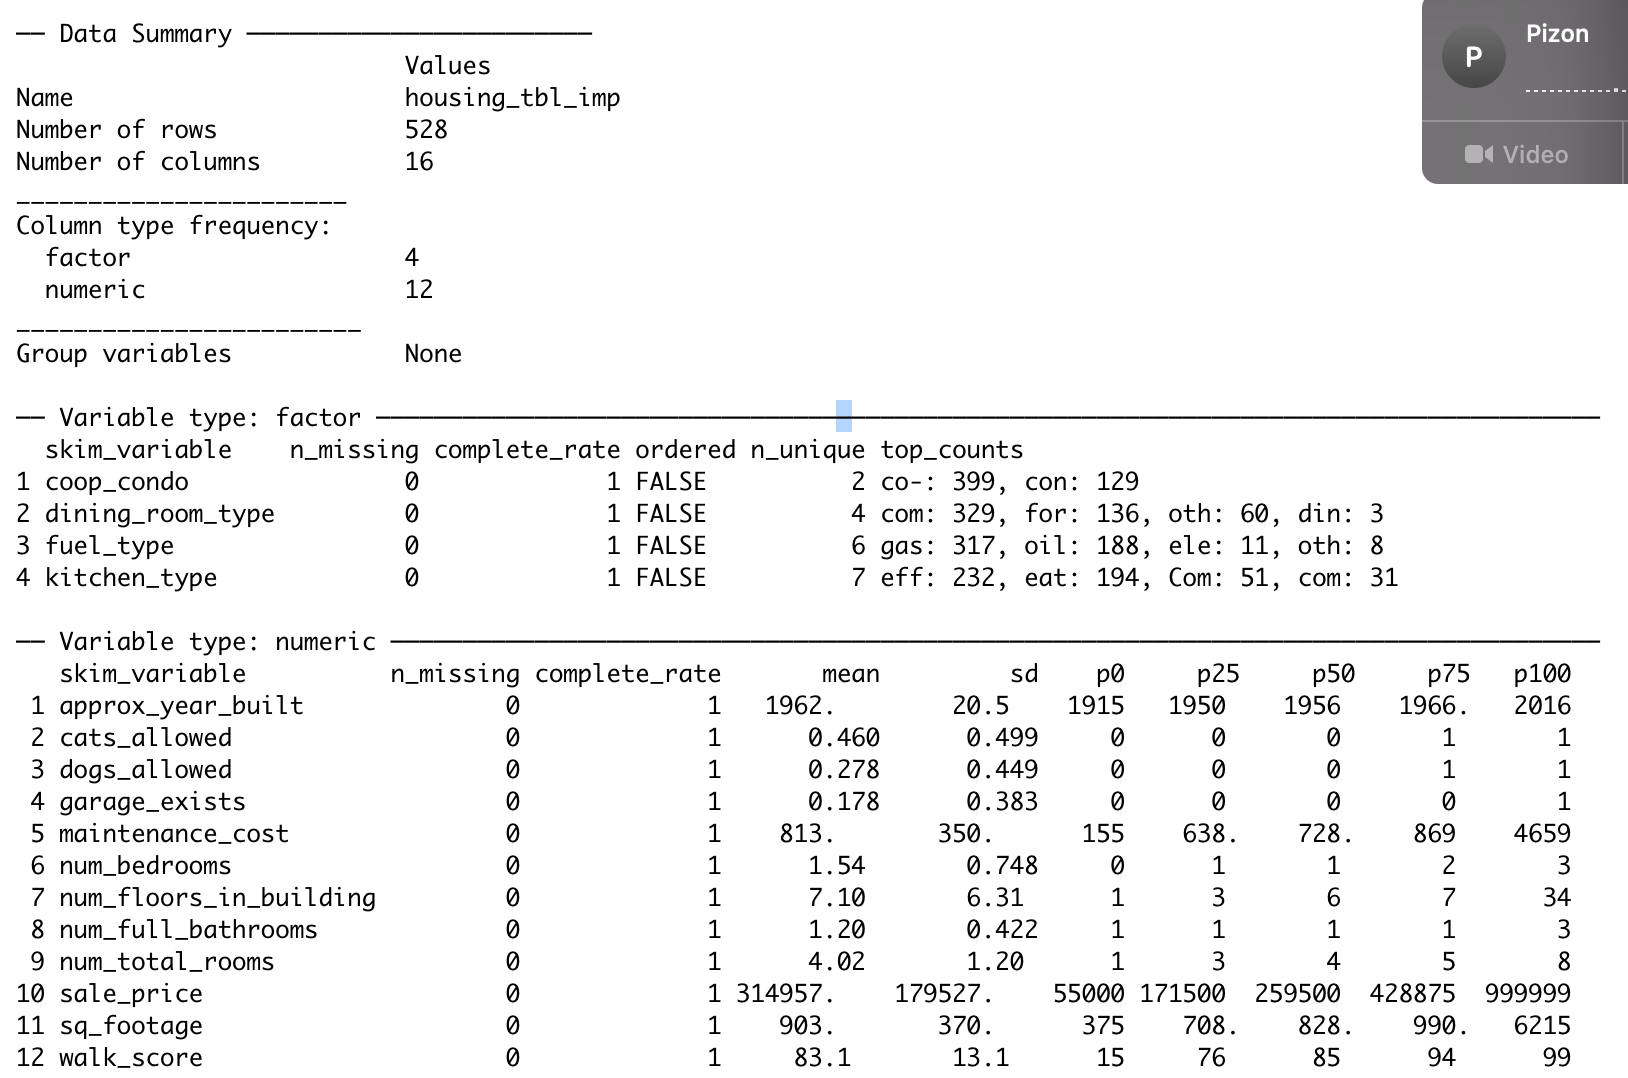 ── Data Summary ────────────────────────
                           Values
Name                       housing_tbl_imp
Number of rows             528
Number of columns          16
_______________________
Column type frequency:
  factor                   4
  numeric                  12
________________________
Group variables            None
── Variable type: factor ─────────────────────────────────────────
  skim_variable    n_missing complete_rate ordered n_unique top_counts
1 coop_condo               0             1 FALSE          2 co-: 399, con: 129
2 dining_room_type         0             1 FALSE          4 com: 329, for: 136, oth: 60, din: 3
3 fuel_type                0             1 FALSE          6 gas: 317, oil: 188, ele: 11, oth: 8
4 kitchen_type             0             1 FALSE          7 eff: 232, eat: 194, Com: 51, com: 31
── Variable type: numeric ─────────────────────────────────────────
   skim_variable          n_missing complete_rate       mean         sd    p0    p25     p50     p75   p100
 1 approx_year_built              0             1   1962.        20.5    1915   1950    1956    1966.   2016
 2 cats_allowed                   0             1      0.460      0.499     0      0       0       1       1
 3 dogs_allowed                   0             1      0.278      0.449     0      0       0       1       1
 4 garage_exists                  0             1      0.178      0.383     0      0       0       0       1
 5 maintenance_cost               0             1    813.       350.      155    638.    728.    869    4659
 6 num_bedrooms                   0             1      1.54       0.748     0      1       1       2       3
 7 num_floors_in_building         0             1      7.10       6.31      1      3       6       7      34
 8 num_full_bathrooms             0             1      1.20       0.422     1      1       1       1       3
 9 num_total_rooms                0             1      4.02       1.20      1      3       4       5       8
10 sale_price                     0             1 314957.    179527.    55000 171500  259500  428875  999999
11 sq_footage                     0             1    903.       370.      375    708.    828.    990.   6215
12 walk_score                     0             1     83.1       13.1      15     76      85      94      99
P
Pizon
Video